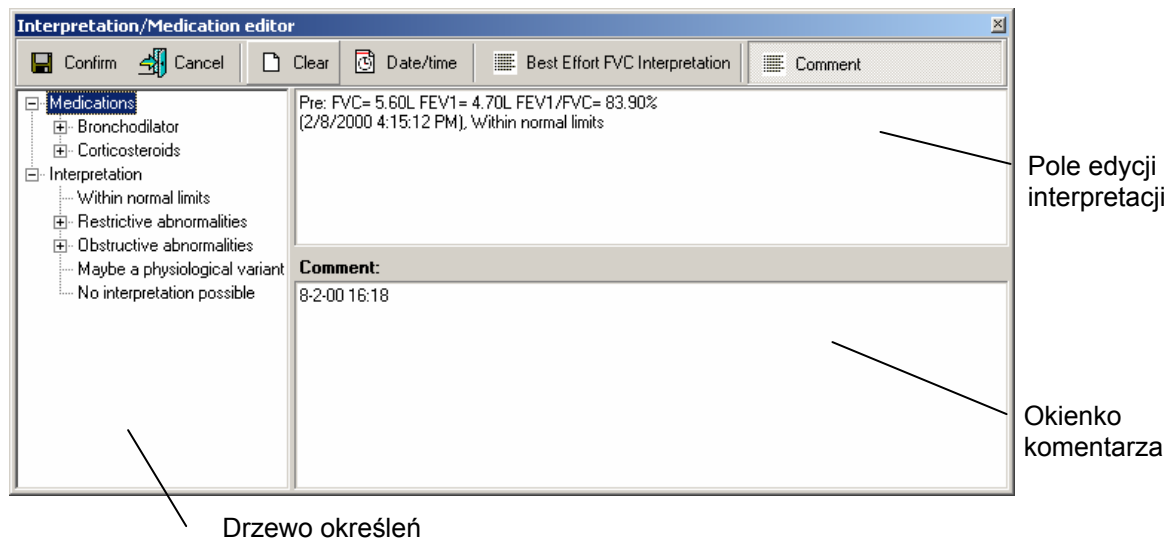 Interpretation/Medication editor
Confirm Cancel Clear Date/time Best Effort FVC Interpretation Comment
Medications
Bronchodilator
Corticosteroids
Interpretation
Within normal limits
Restrictive abnormalities
Obstructive abnormalities
Maybe a physiological variant
No interpretation possible
Pre: FVC= 5.60L FEV1= 4.70L FEV1/FVC= 83.90%
(2/8/2000 4:15:12 PM), Within normal limits
Comment:
8-2-00 16:18
Pole edycji
interpretacji
Okienko
komentarza
Drzewo określeń